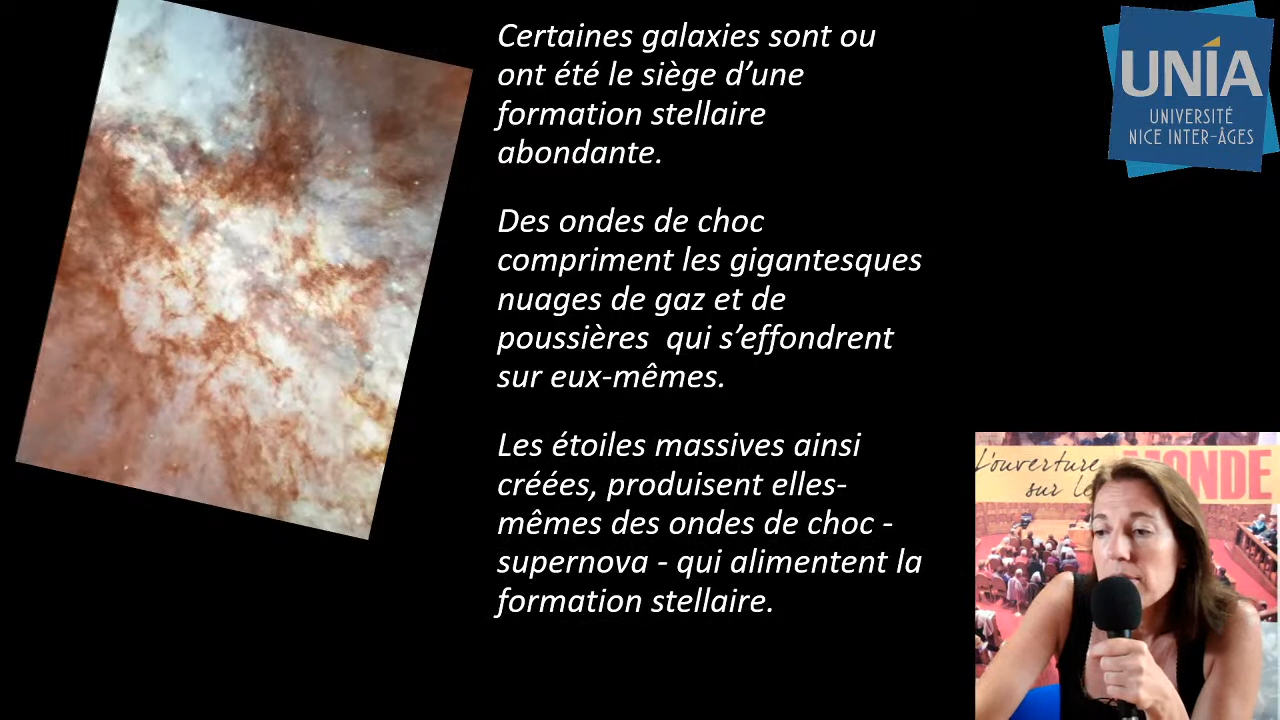 Certaines galaxies sont ou
ont été le siège d’une
formation stellaire
abondante.
Des ondes de choc
compriment les gigantesques
nuages de gaz et de
poussières qui s’effondrent
sur eux-mêmes.
Les étoiles massives ainsi
créées, produisent elles-
mêmes des ondes de choc -
supernova - qui alimentent la
formation stellaire.
UNIA
UNIVERSITÉ
NICE INTER-ÂGES
L'ouverture
sur le
MONDE